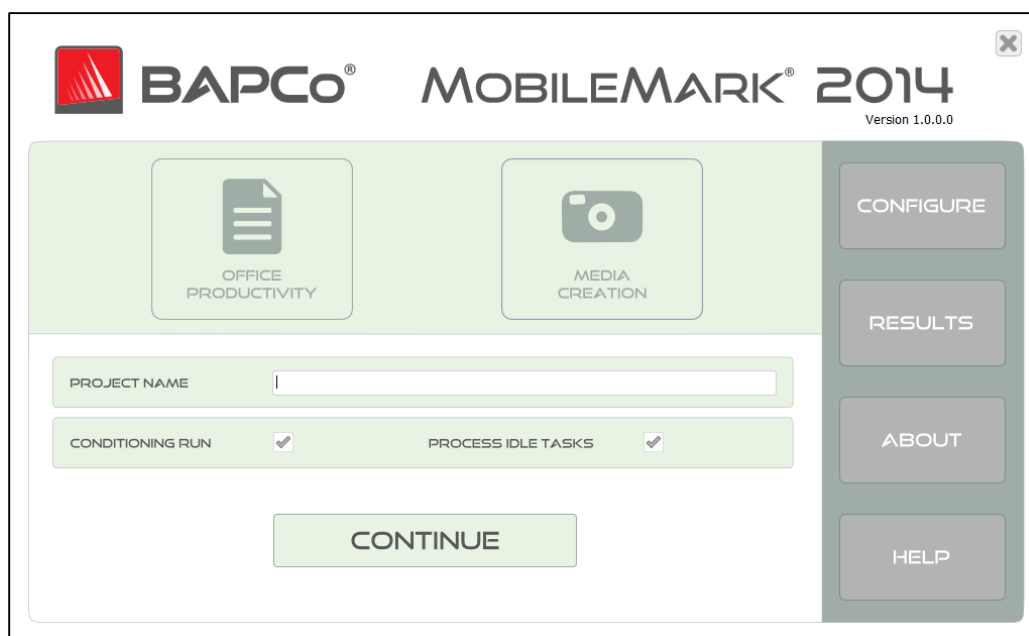 BAPCo® MOBILEMARK® 2014
Version 1.0.0.0
OFFICE
PRODUCTIVITY
MEDIA
CREATION
PROJECT NAME
CONDITIONING RUN
PROCESS IDLE TASKS
CONTINUE
CONFIGURE
RESULTS
ABOUT
HELP